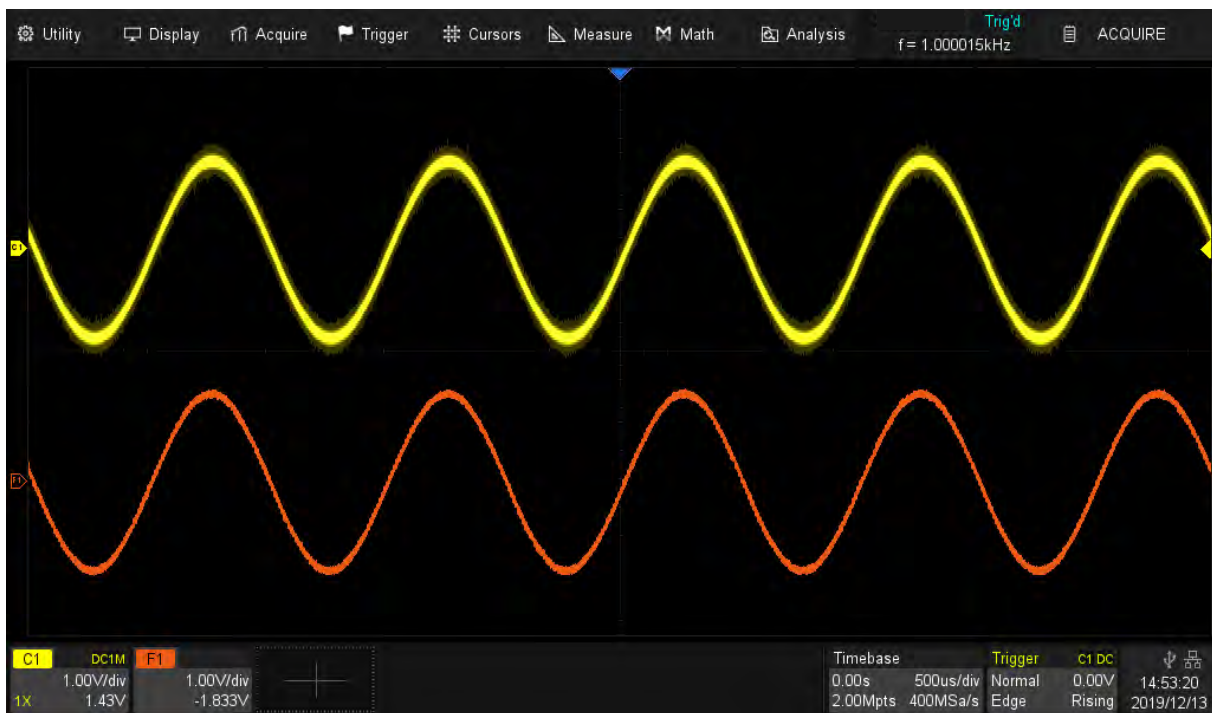 Utility Display Acquire Trigger Cursors Measure Math Analysis Trig'd ACQUIRE
f = 1.000015kHz
C1
F1
C1 DC1M F1 Timebase Trigger C1 DC
1.00V/div 1.00V/div 0.00s 500us/div Normal 0.00V 14:53:20
1X 1.43V -1.833V 2.00Mpts 400MSa/s Edge Rising 2019/12/13